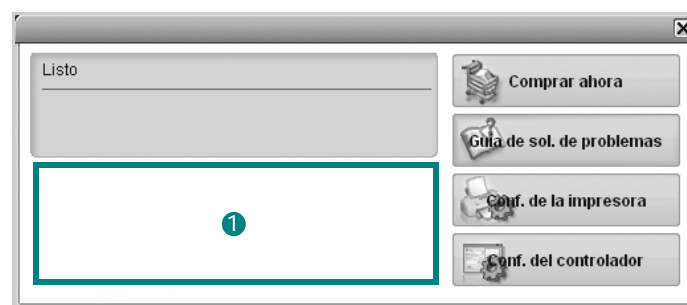 Listo
Comprar ahora
Guía de sol. de problemas
Conf. de la impresora
Conf. del controlador
1